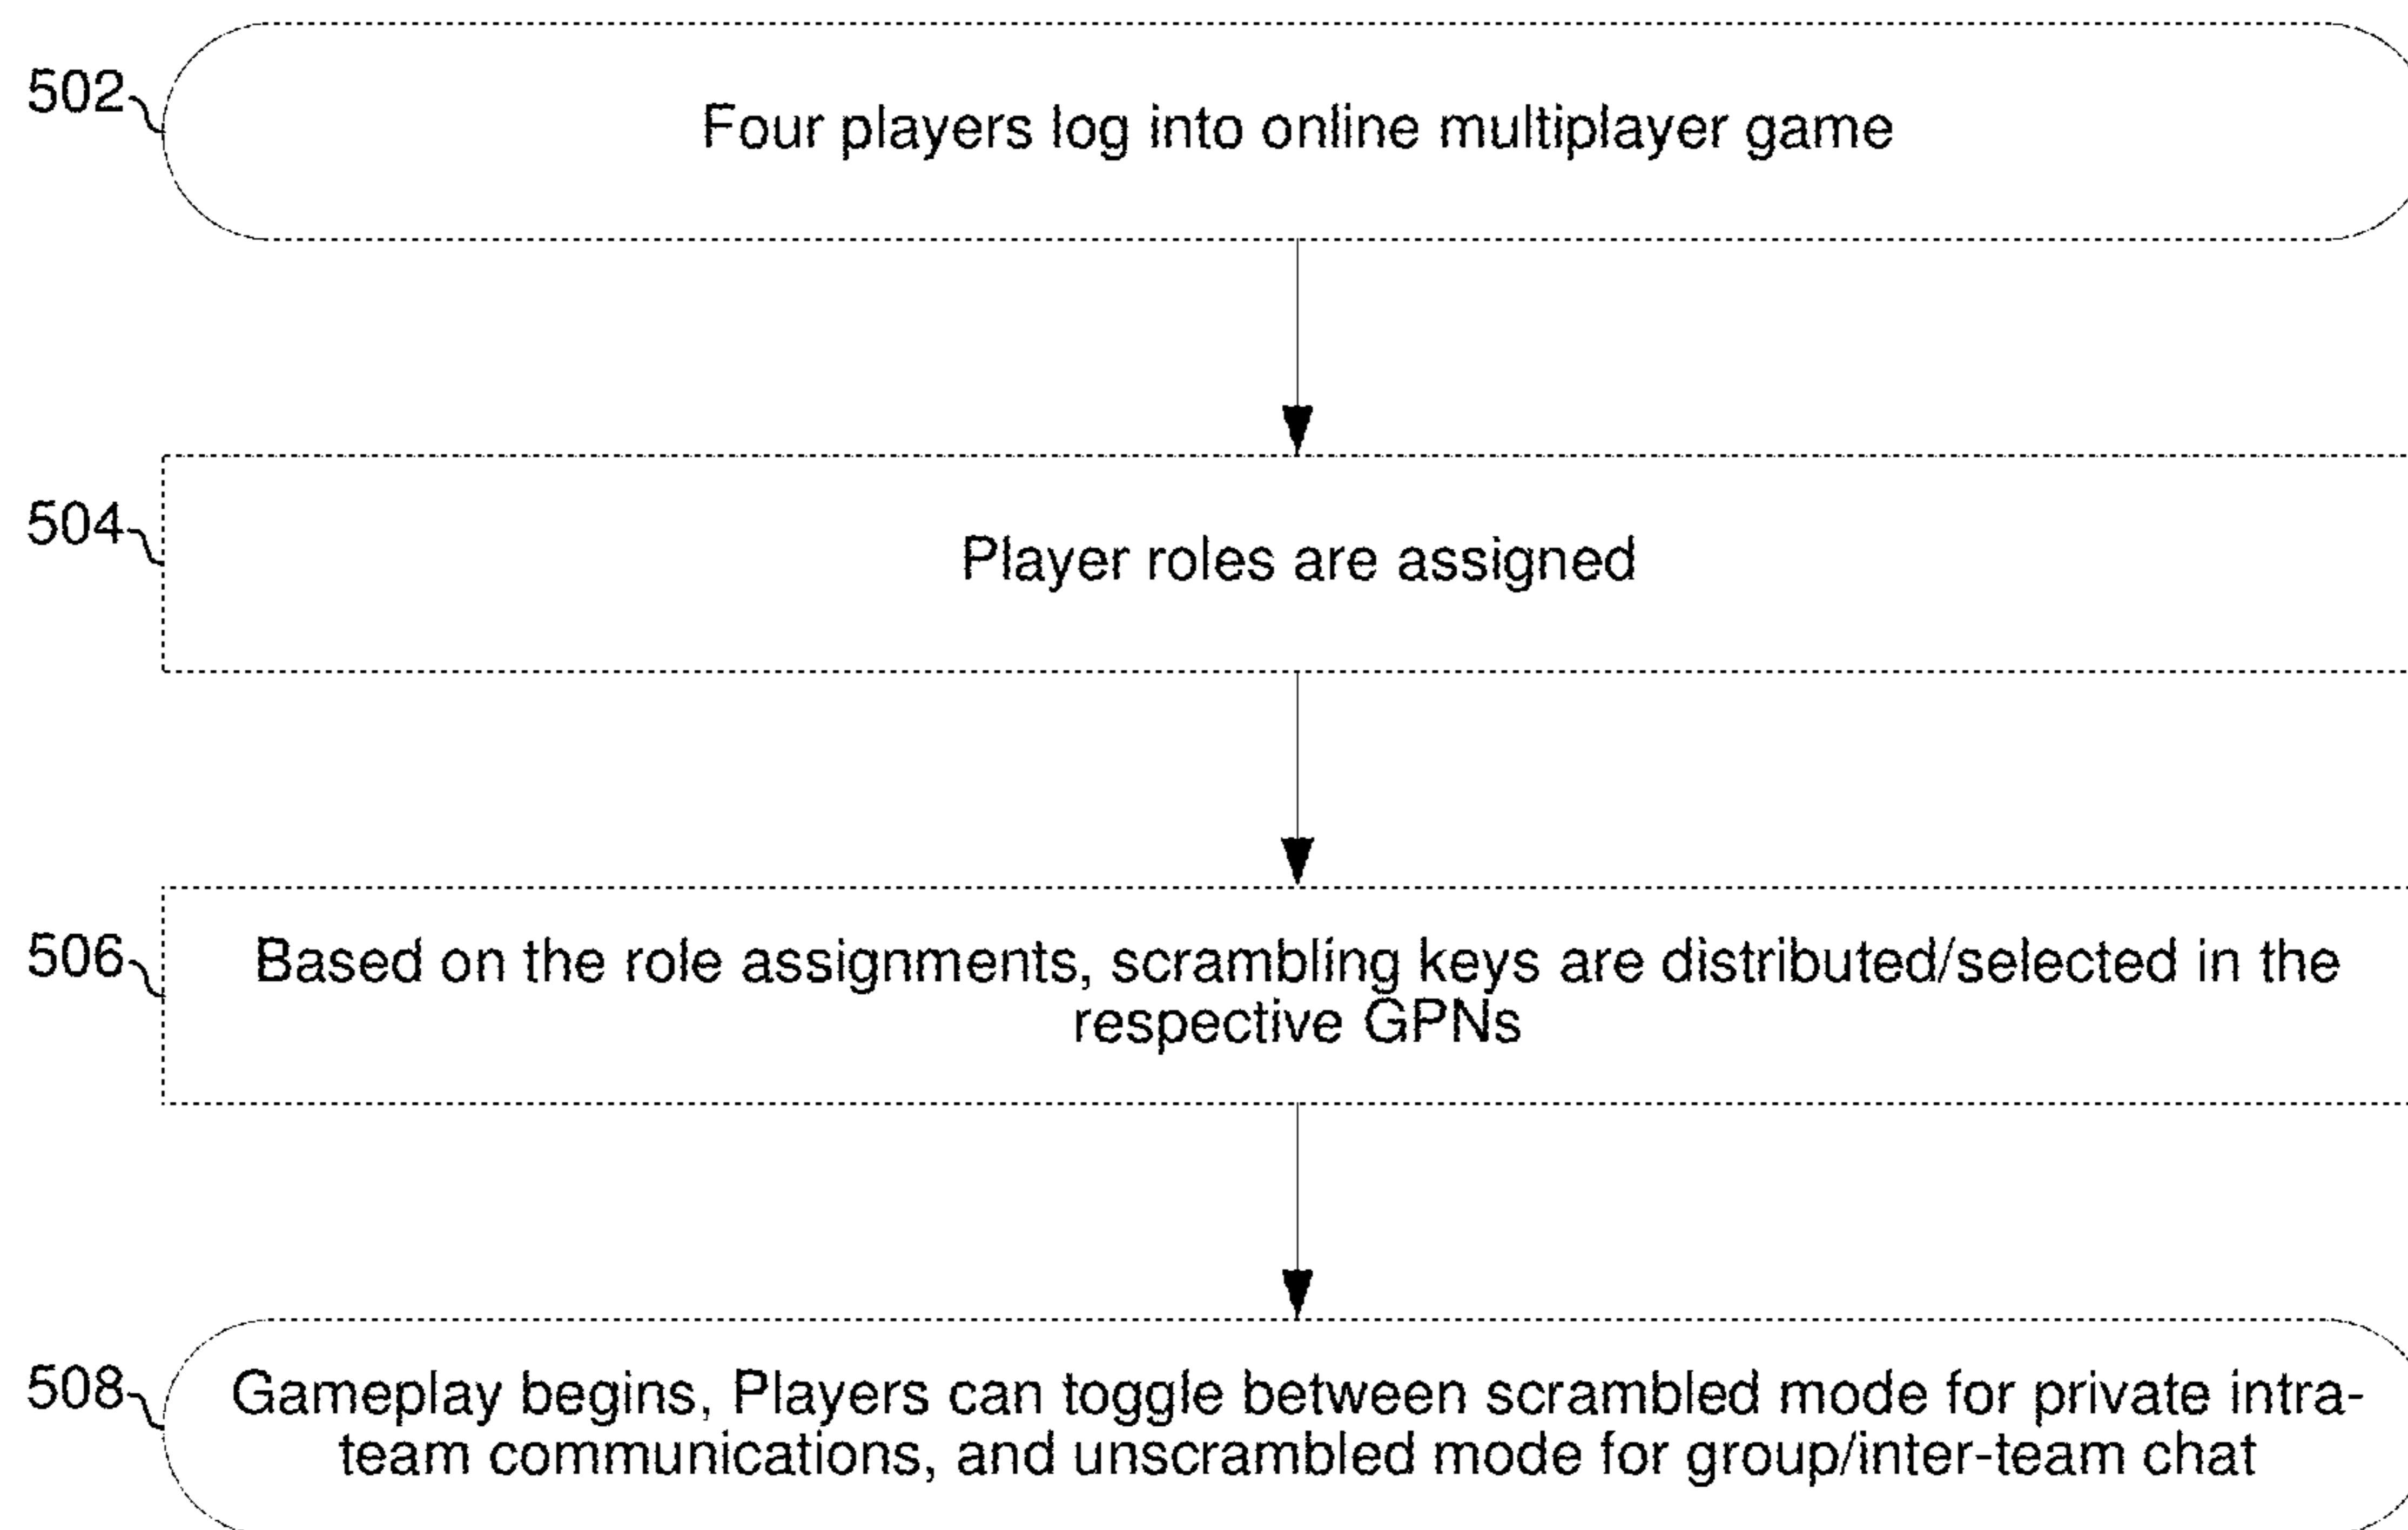 502
Four players log into online multiplayer game
504
Player roles are assigned
506
Based on the role assignments, scrambling keys are distributed/selected in the
respective GPNs
508
Gameplay begins, Players can toggle between scrambled mode for private intra-
team communications, and unscrambled mode for group/inter-team chat